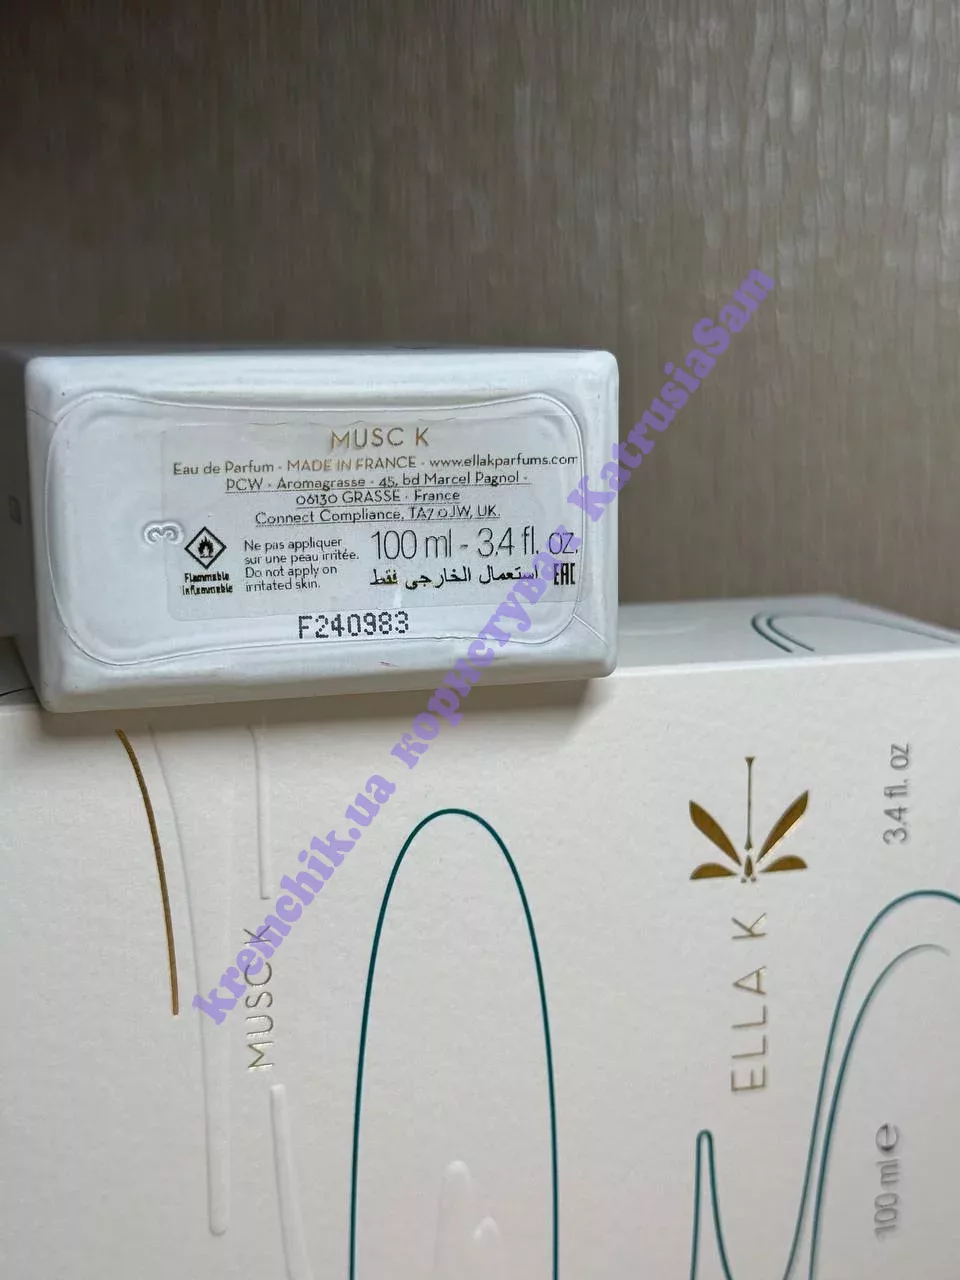 MUSC K
Eau de Parfum - MADE IN FRANCE - www.ellakparfums.com
PCW - Aromagrasse - 45, bd Marcel Pagnol -
06130 GRASSE - France
Connect Compliance, TA7 0JW, UK.
3
Flammable
Inflammable
Ne pas appliquer
sur une peau irritée.
Do not apply on
irritated skin.
100 ml - 3.4 fl. oz.
استعمال الخارجي فقط EAC
F240983
kremchik.ua користувач KatrusiaSam
MUSC K
ELLA K
3.4 fl. oz
100 ml e